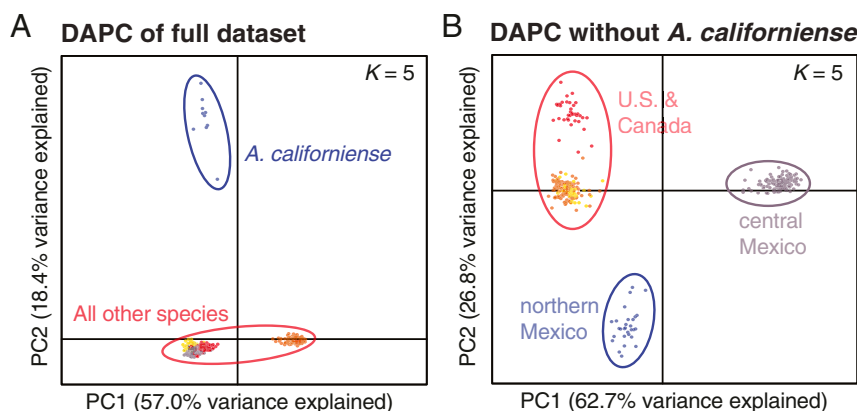 A DAPC of full dataset
K = 5
A. californiense
All other species
PC2 (18.4% variance explained)
PC1 (57.0% variance explained)
B DAPC without A. californiense
K = 5
U.S. &
Canada
central
Mexico
northern
Mexico
PC2 (26.8% variance explained)
PC1 (62.7% variance explained)